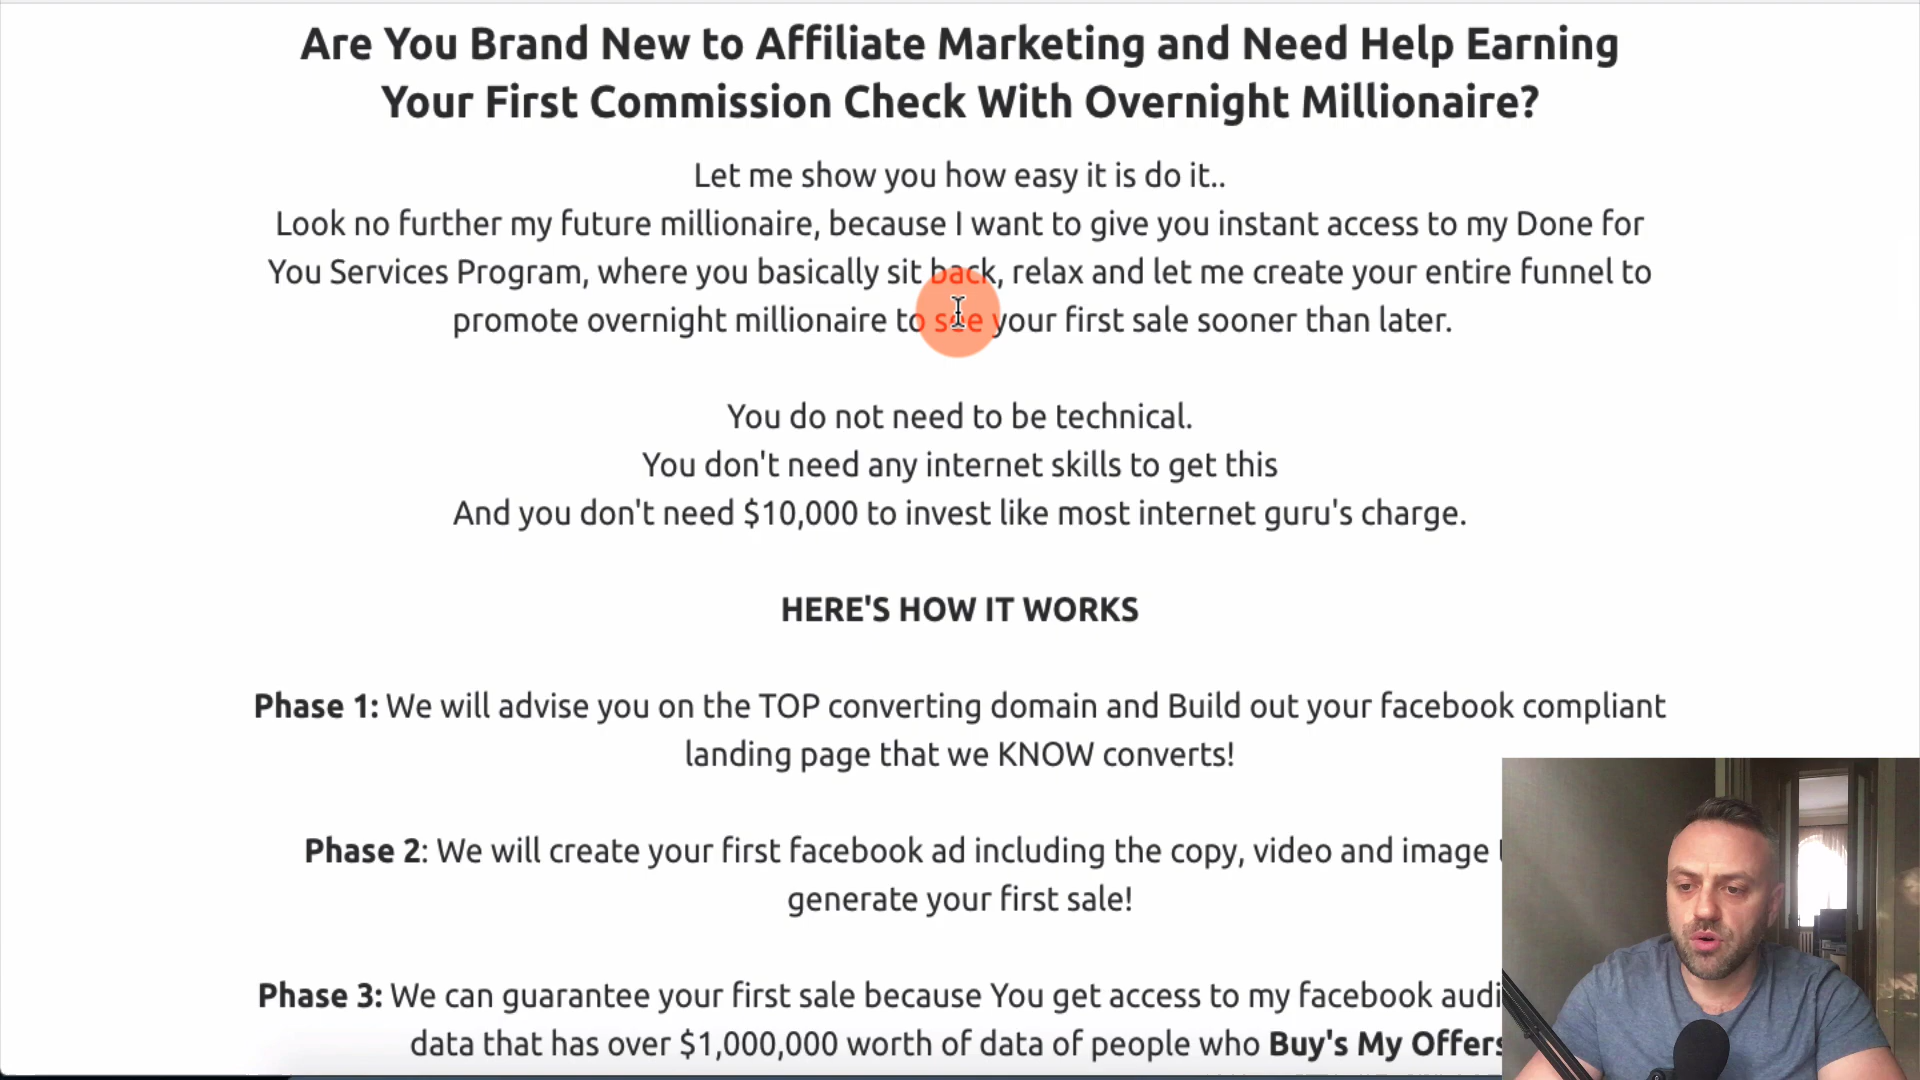 Are You Brand New to Affiliate Marketing and Need Help Earning
Your First Commission Check With Overnight Millionaire?
Let me show you how easy it is do it..
Look no further my future millionaire, because I want to give you instant access to my Done for
You Services Program, where you basically sit back, relax and let me create your entire funnel to
promote overnight millionaire to see your first sale sooner than later.
You do not need to be technical.
You don't need any internet skills to get this
And you don't need $10,000 to invest like most internet guru's charge.
HERE'S HOW IT WORKS
Phase 1: We will advise you on the TOP converting domain and Build out your facebook compliant
landing page that we KNOW converts!
Phase 2: We will create your first facebook ad including the copy, video and image
generate your first sale!
Phase 3: We can guarantee your first sale because You get access to my facebook audi
data that has over $1,000,000 worth of data of people who Buy's My Offers